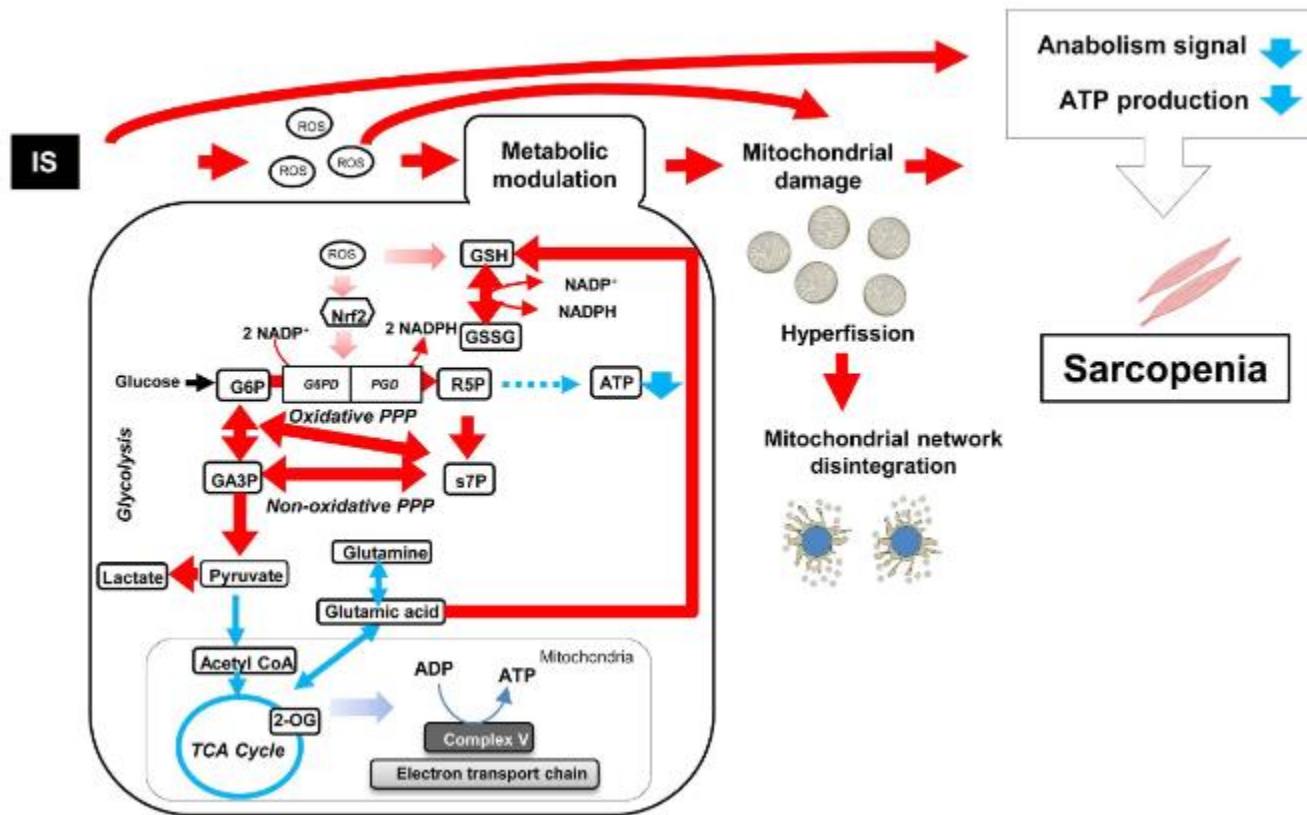 Anabolism signal
ATP production
IS
ROS
ROS
ROS
Metabolic
modulation
Mitochondrial
damage
ROS
GSH
NADP⁺
NADPH
Nrf2
2 NADP⁺
2 NADPH
GSSG
Hyperfission
Glucose
G6P
G6PD
PGD
R5P
ATP
Sarcopenia
Oxidative PPP
Glycolysis
GA3P
s7P
Non-oxidative PPP
Mitochondrial network
disintegration
Glutamine
Lactate
Pyruvate
Glutamic acid
Acetyl CoA
Mitochondria
ADP
ATP
2-OG
TCA Cycle
Complex V
Electron transport chain